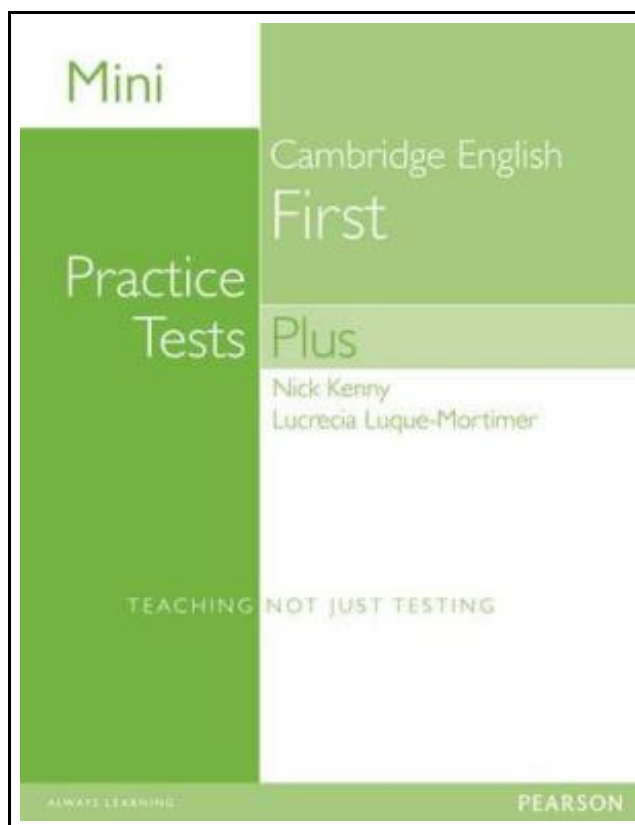 Mini
Cambridge English
First
Practice
Tests
Plus
Nick Kenny
Lucrecia Luque-Mortimer
TEACHING NOT JUST TESTING
ALWAYS LEARNING
PEARSON